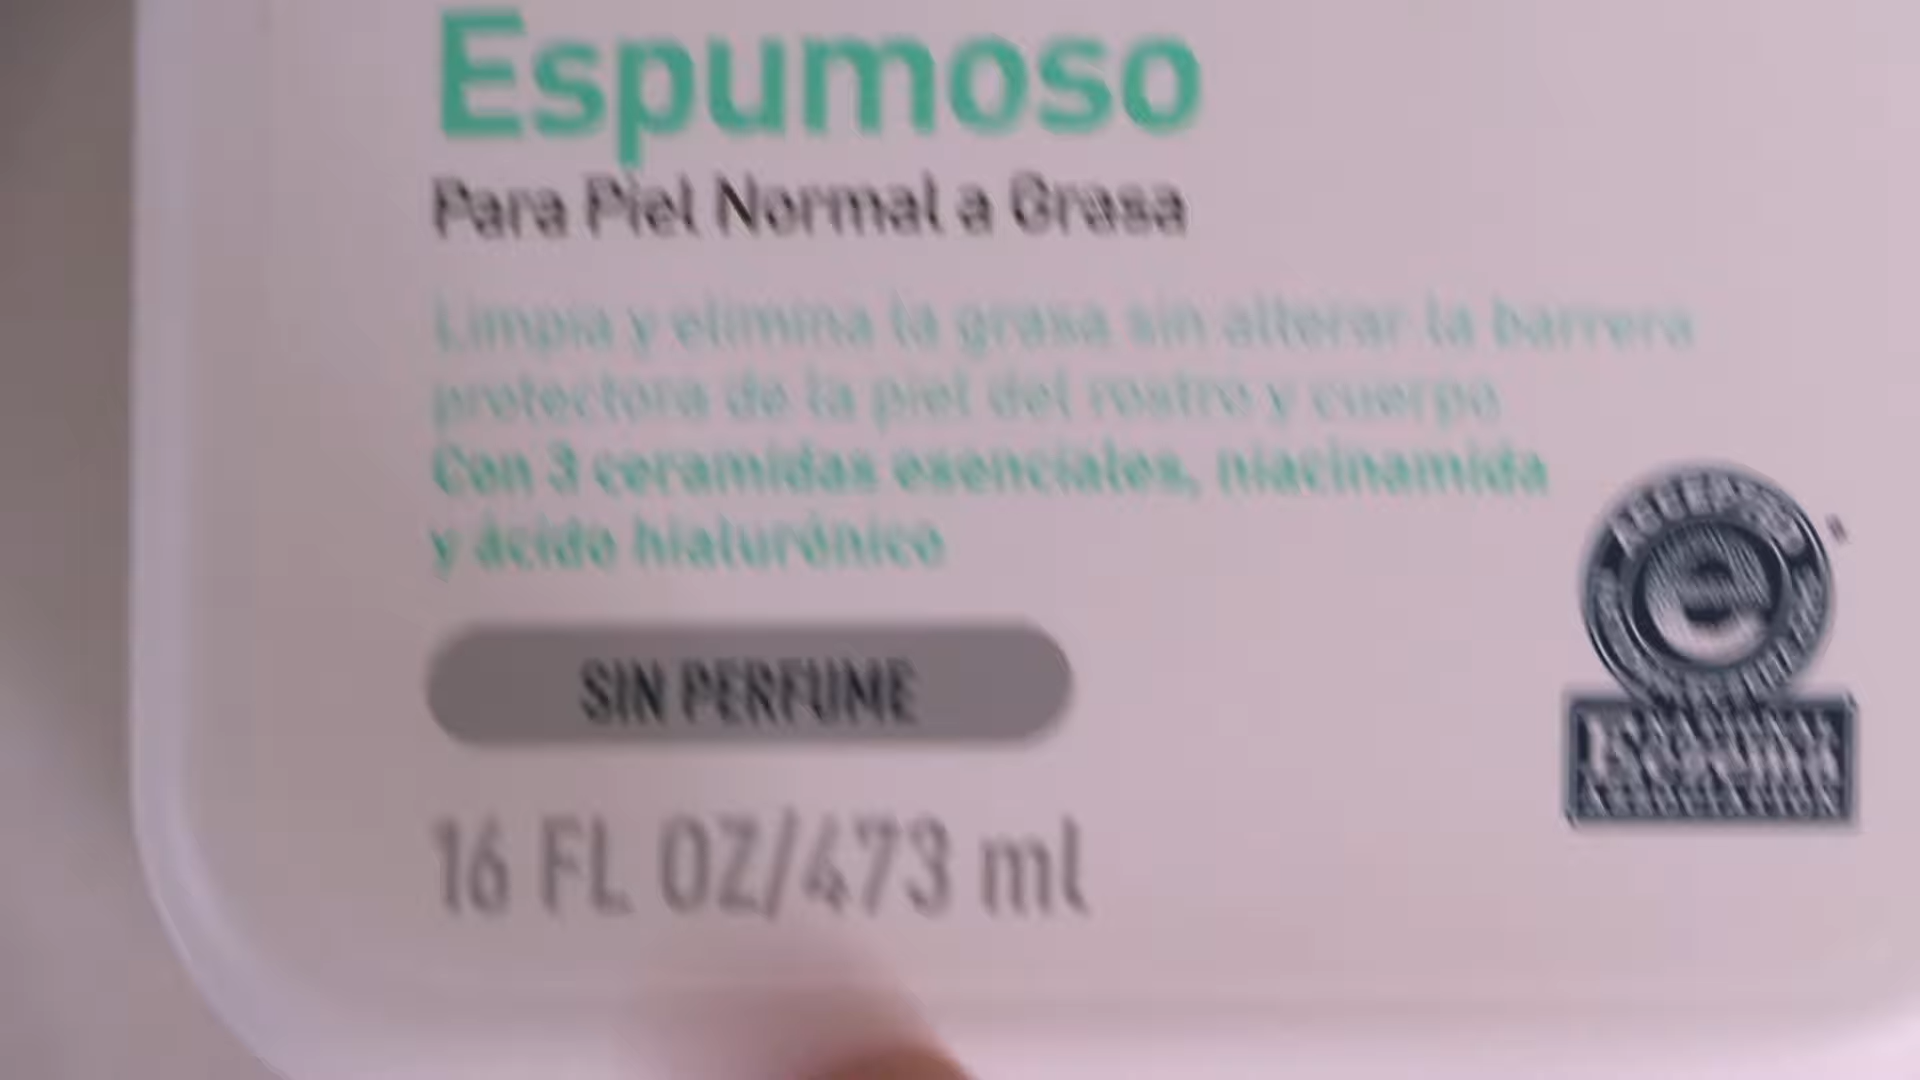 Espumoso
Para Piel Normal a Grasa
Limpia y elimina la grasa sin alterar la barrera
protectora de la piel del rostro y cuerpo
Con 3 ceramidas esenciales, niacinamida
y ácido hialurónico
SIN PERFUME
16 FL OZ/473 ml